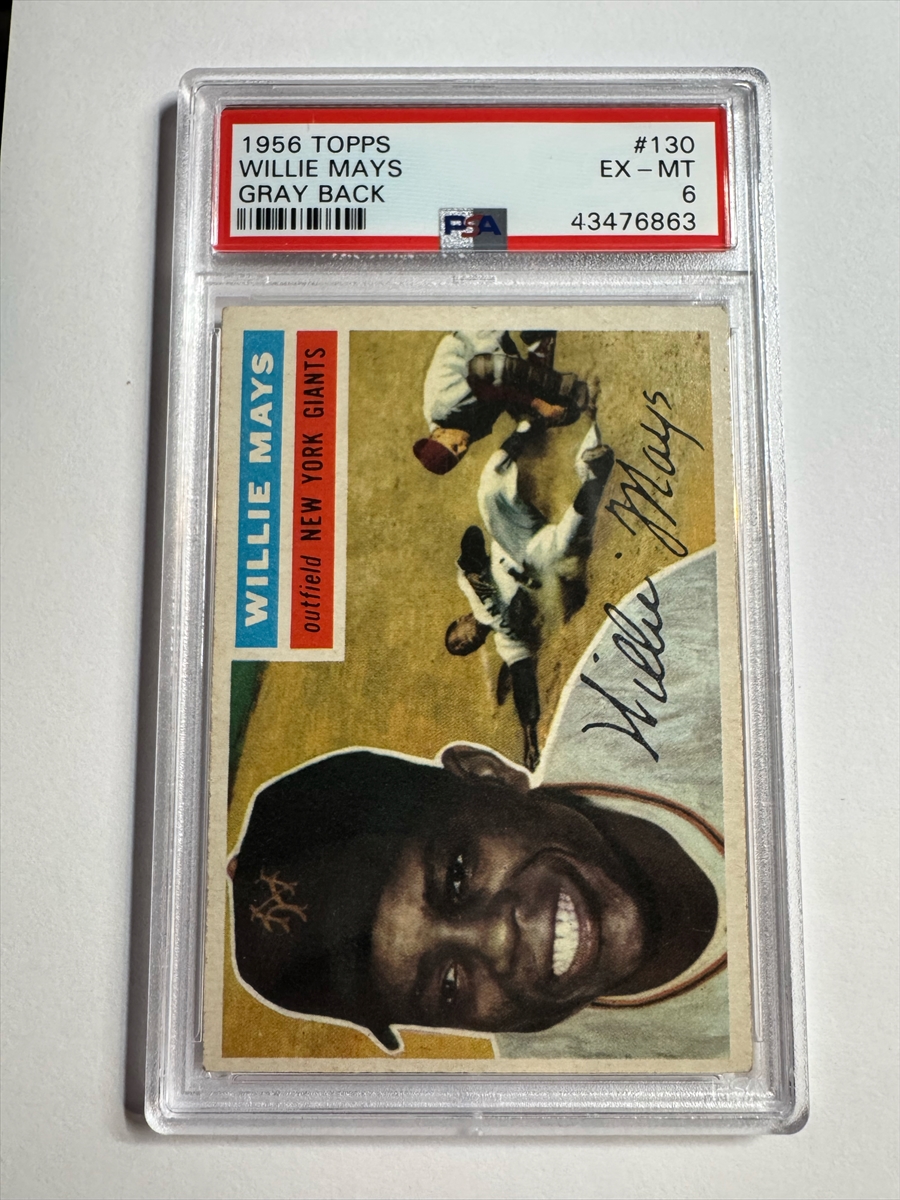 1956 TOPPS #130
WILLIE MAYS EX - MT
GRAY BACK 6
PSA 43476863
WILLIE MAYS
outfield NEW YORK GIANTS
Willie Mays
NY